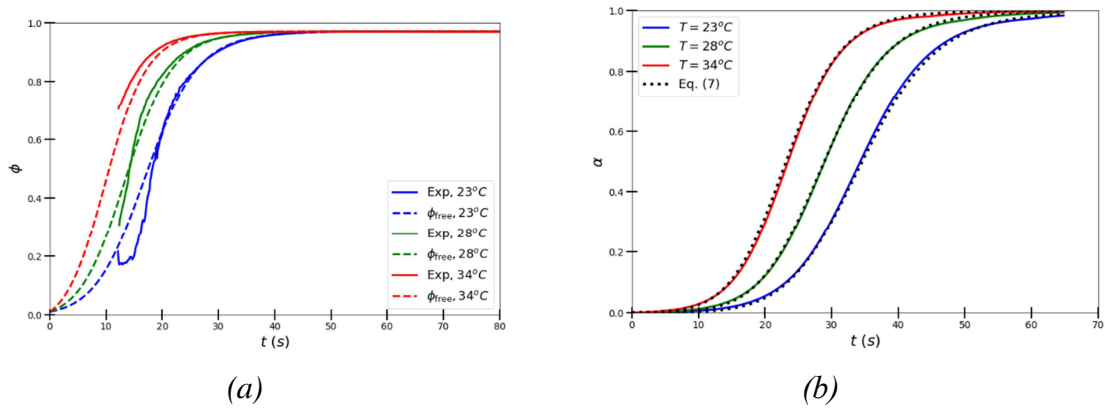 1.0
0.8
0.6
0.4
0.2
0.0
ϕ
0 10 20 30 40 50 60 70 80
t (s)
Exp, 23°C
ϕfree, 23°C
Exp, 28°C
ϕfree, 28°C
Exp, 34°C
ϕfree, 34°C
(a)
1.0
0.8
0.6
0.4
0.2
0.0
α
0 10 20 30 40 50 60 70
t (s)
T = 23°C
T = 28°C
T = 34°C
Eq. (7)
(b)